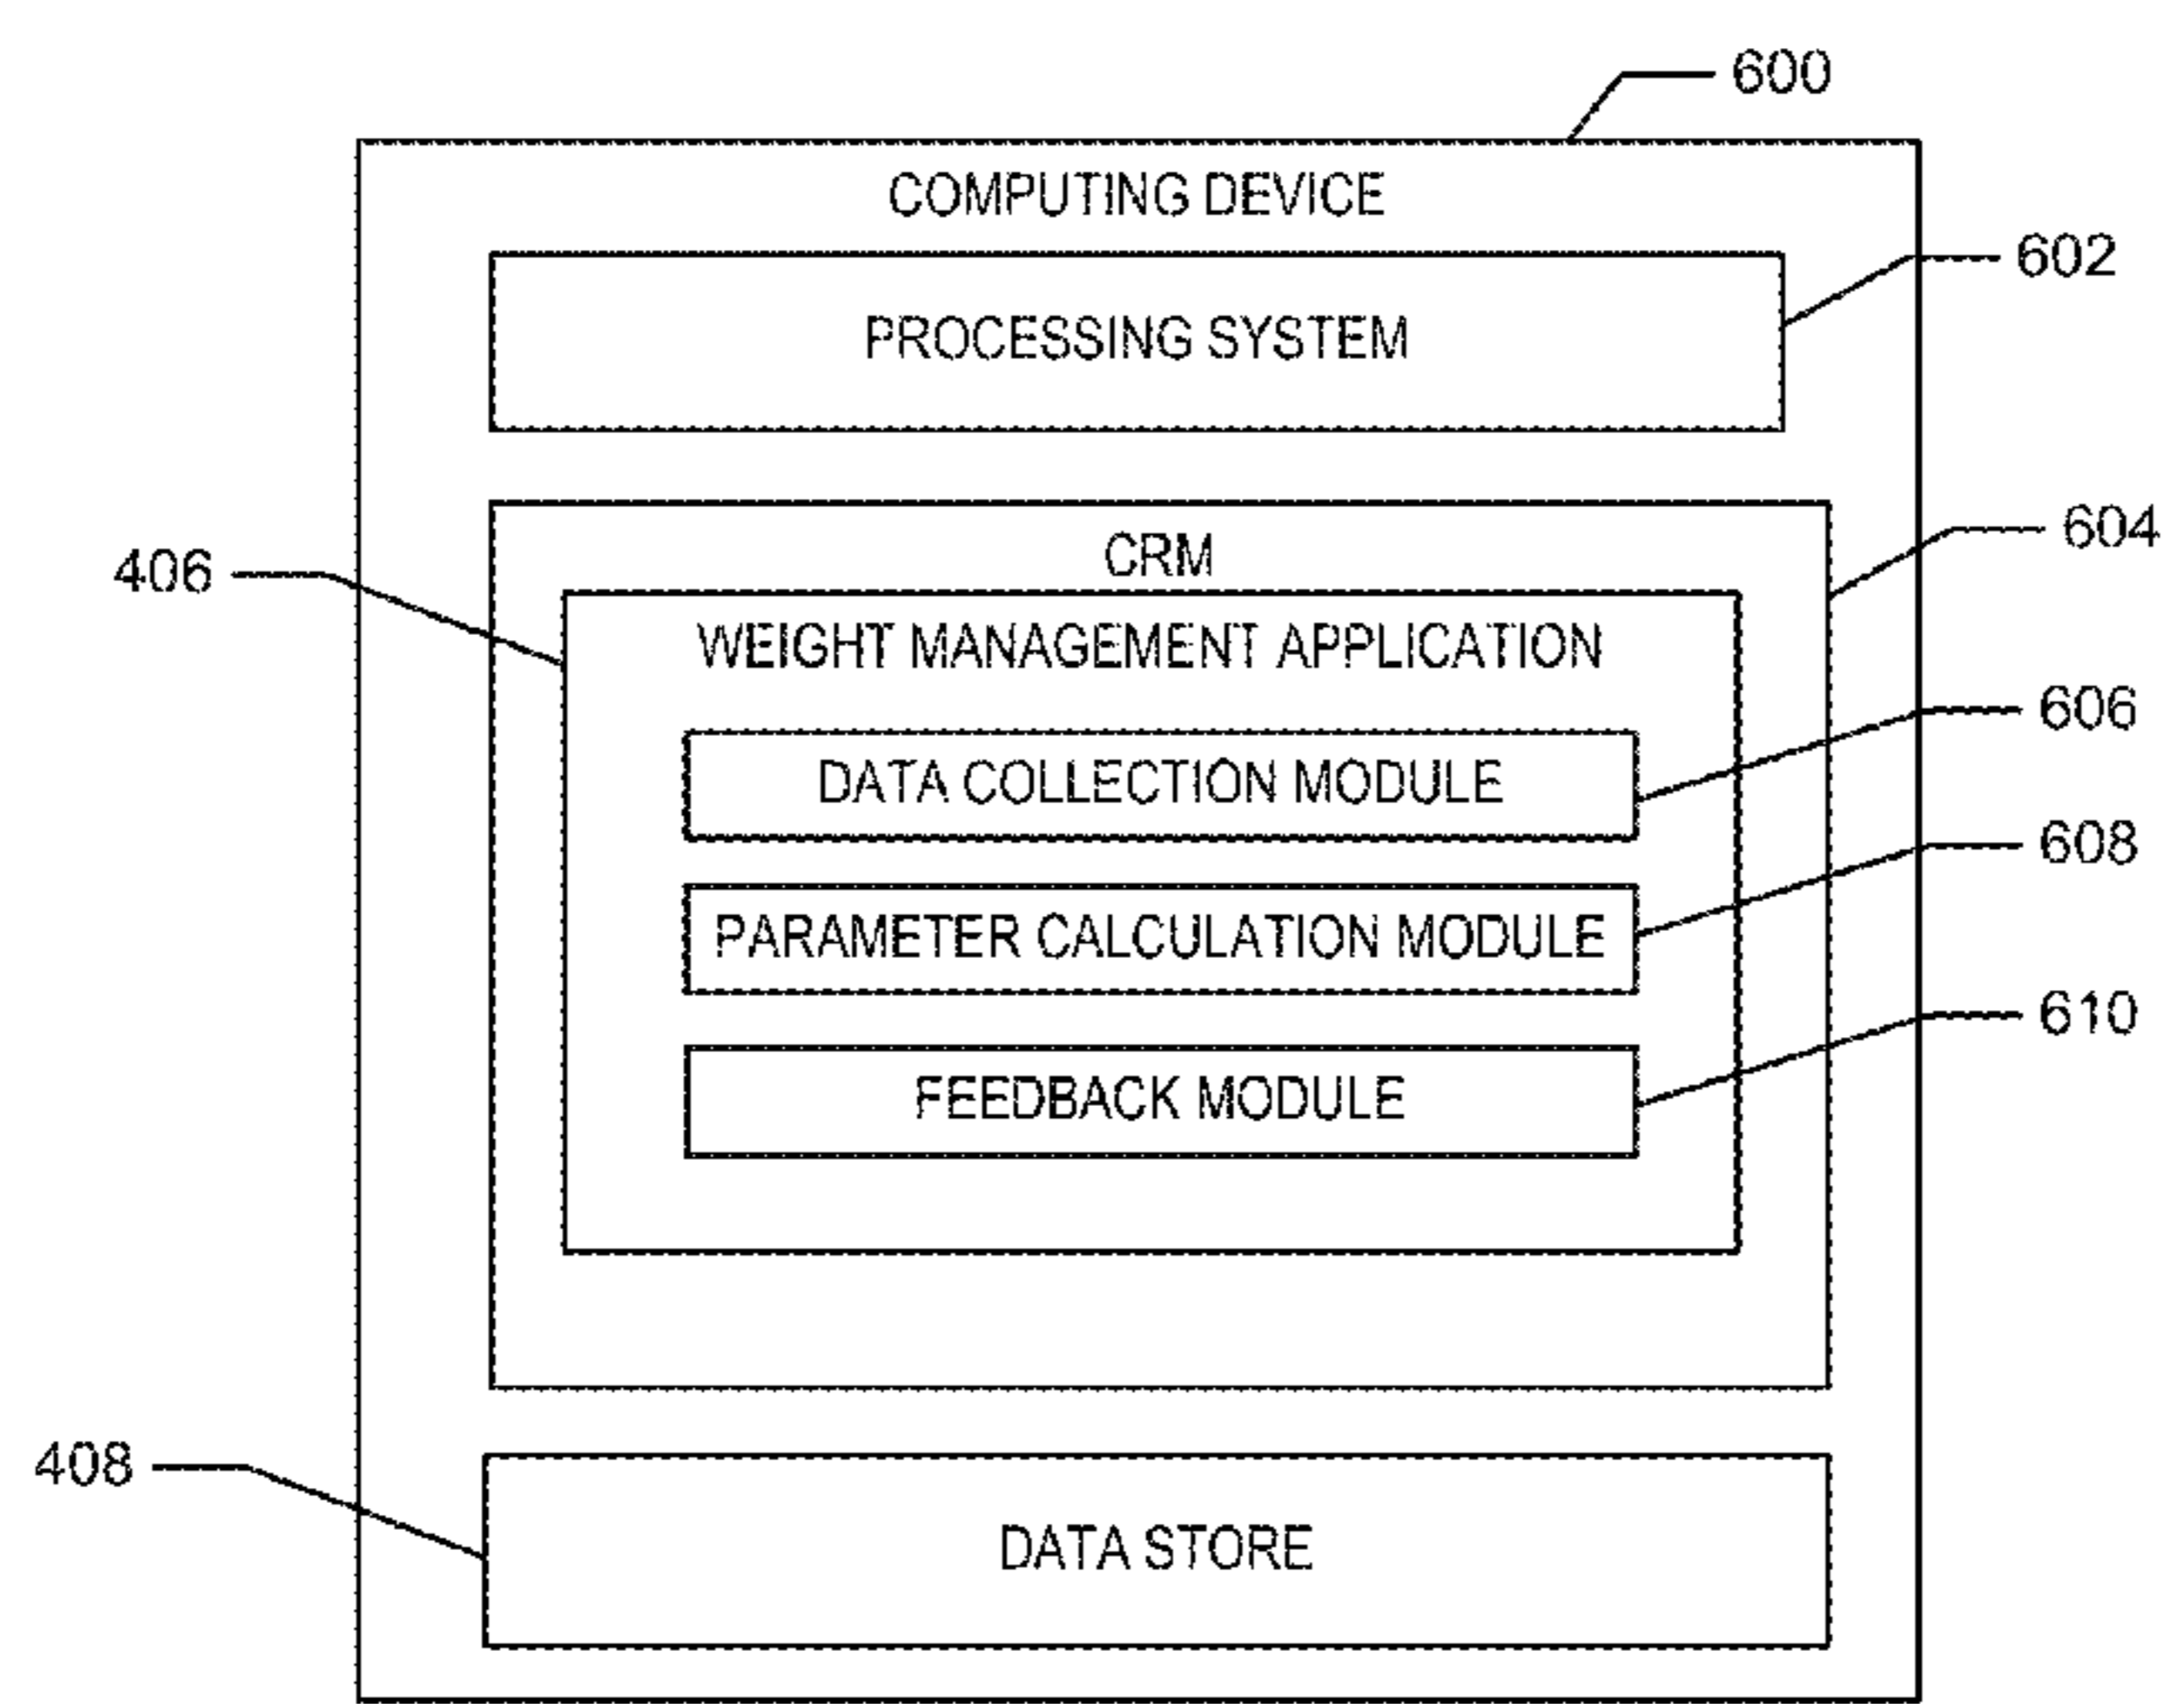 600
COMPUTING DEVICE
602
PROCESSING SYSTEM
604
CRM
406
WEIGHT MANAGEMENT APPLICATION
606
DATA COLLECTION MODULE
608
PARAMETER CALCULATION MODULE
610
FEEDBACK MODULE
408
DATA STORE